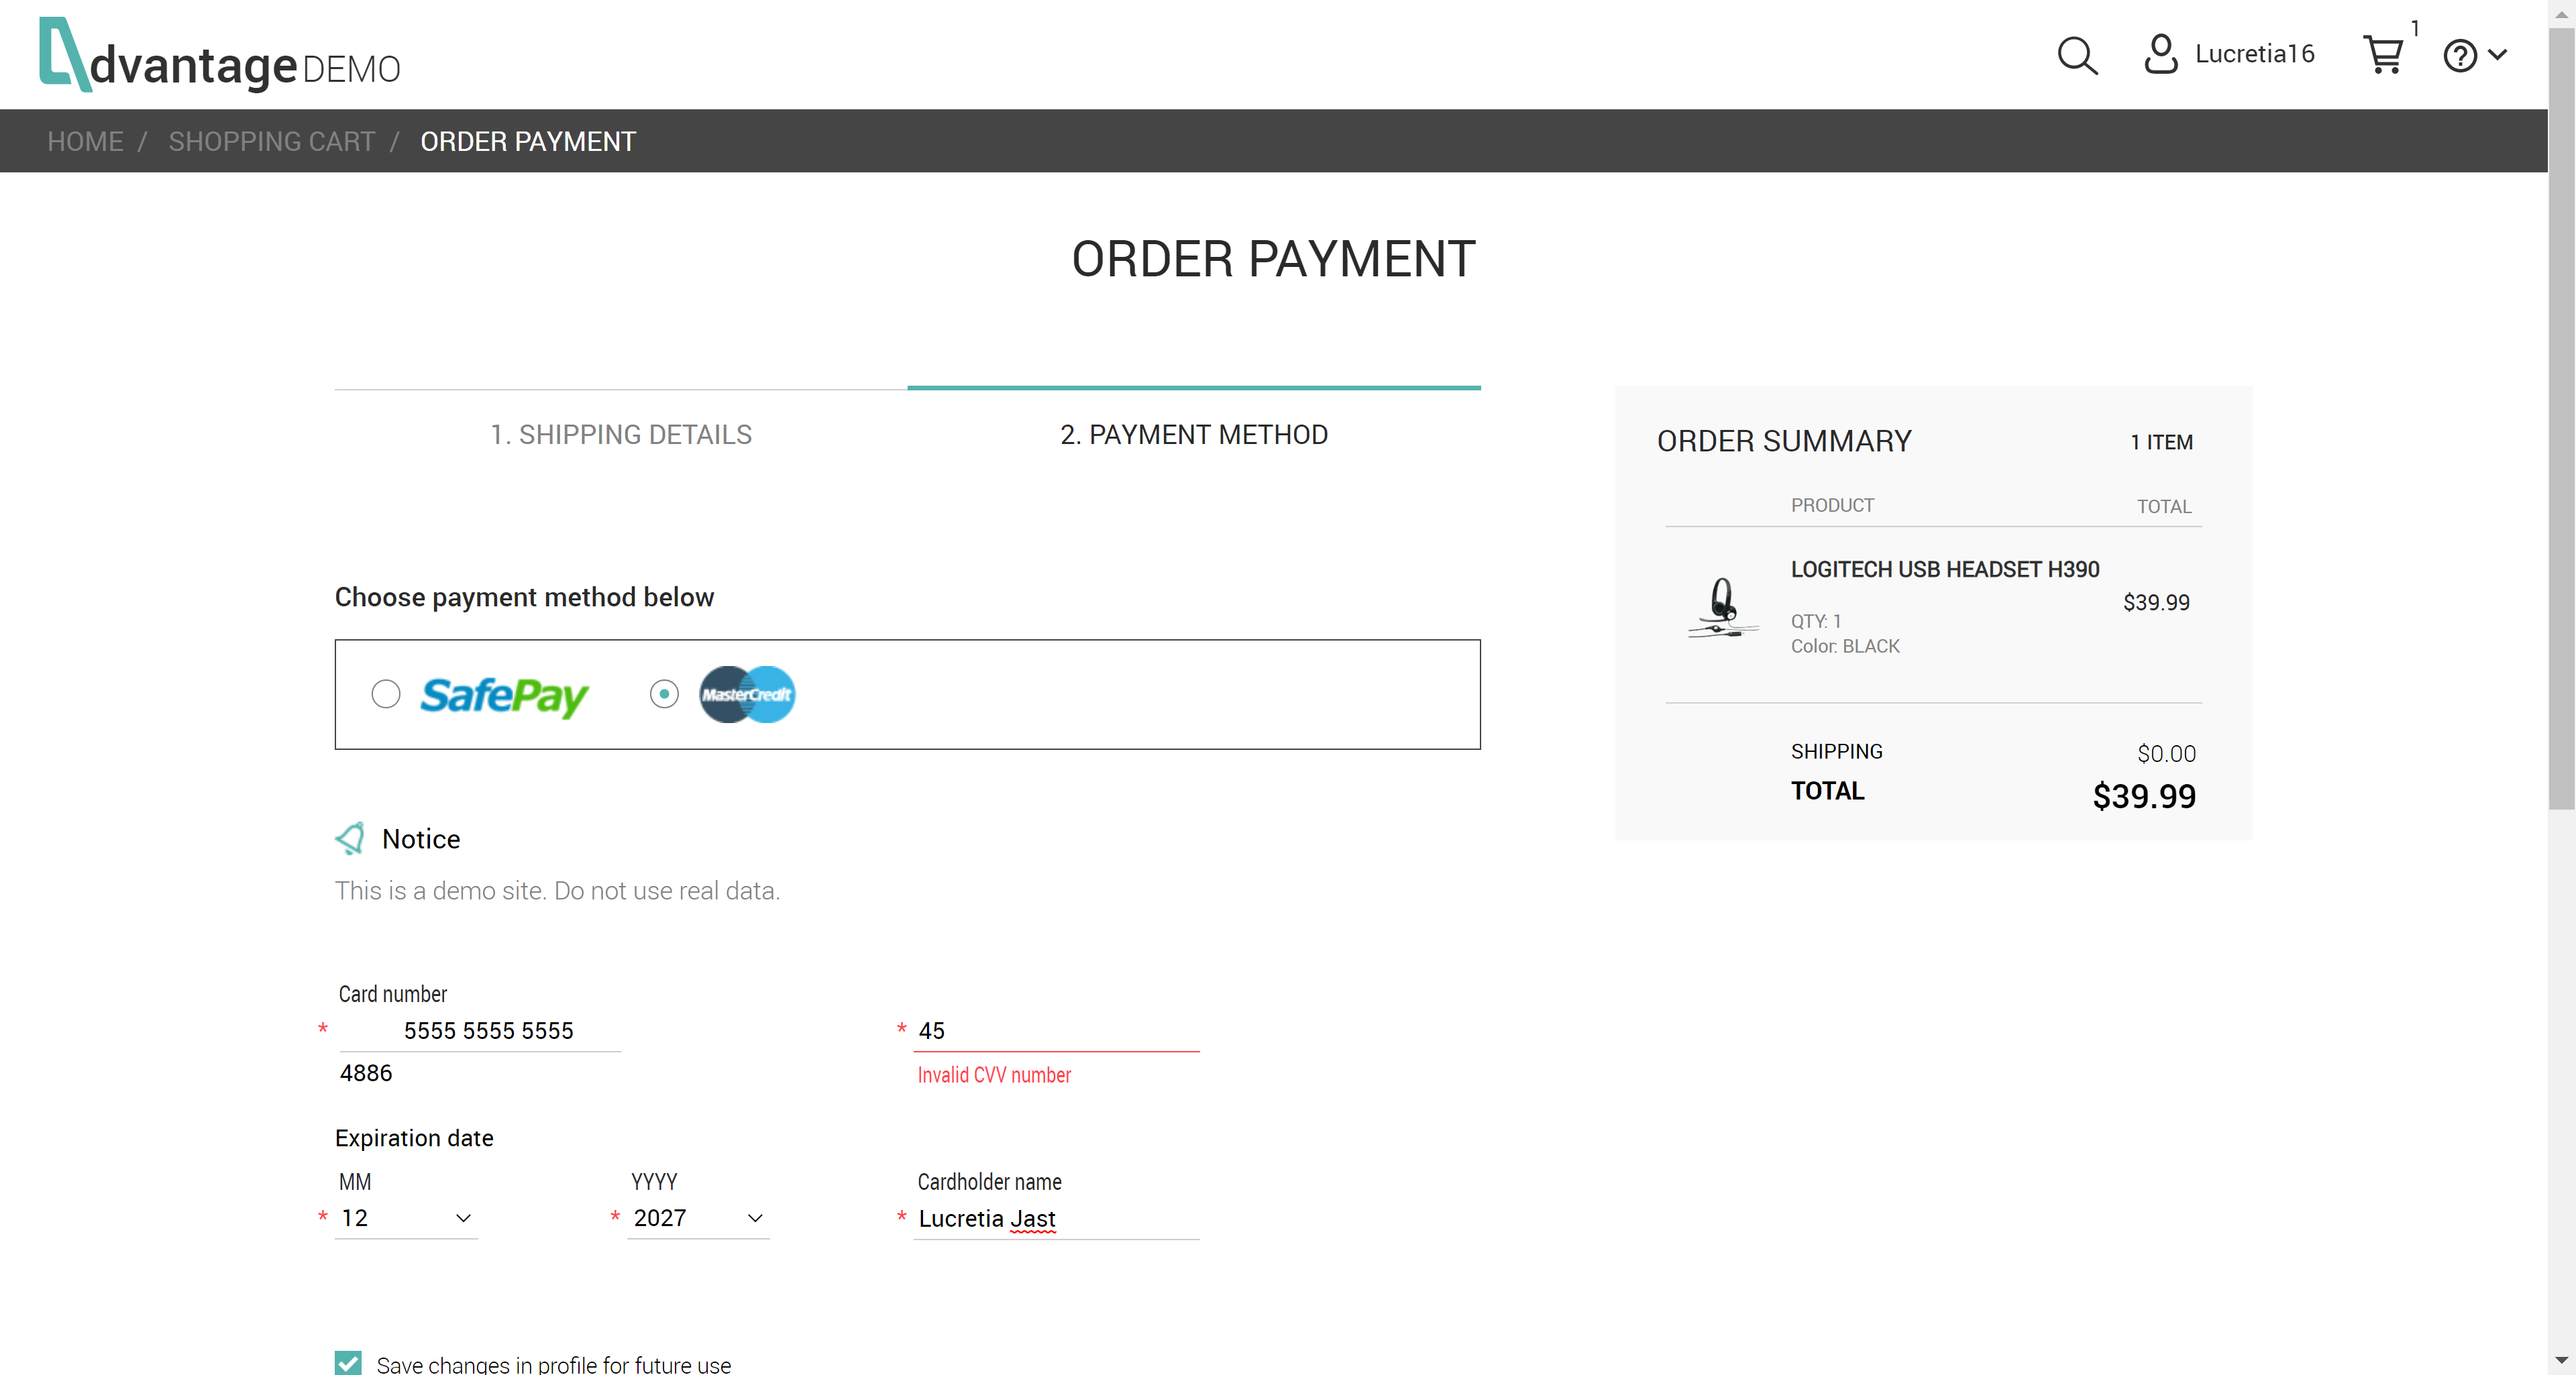 dvantage DEMO
Lucretia16
1
HOME / SHOPPING CART / ORDER PAYMENT
ORDER PAYMENT
1. SHIPPING DETAILS
2. PAYMENT METHOD
Choose payment method below
SafePay
MasterCredit
Notice
This is a demo site. Do not use real data.
Card number
* 5555 5555 5555
4886
* 45
Invalid CVV number
Expiration date
MM
* 12
YYYY
* 2027
Cardholder name
* Lucretia Jast
Save changes in profile for future use
ORDER SUMMARY
1 ITEM
PRODUCT
TOTAL
LOGITECH USB HEADSET H390
$39.99
QTY: 1
Color: BLACK
SHIPPING
$0.00
TOTAL
$39.99